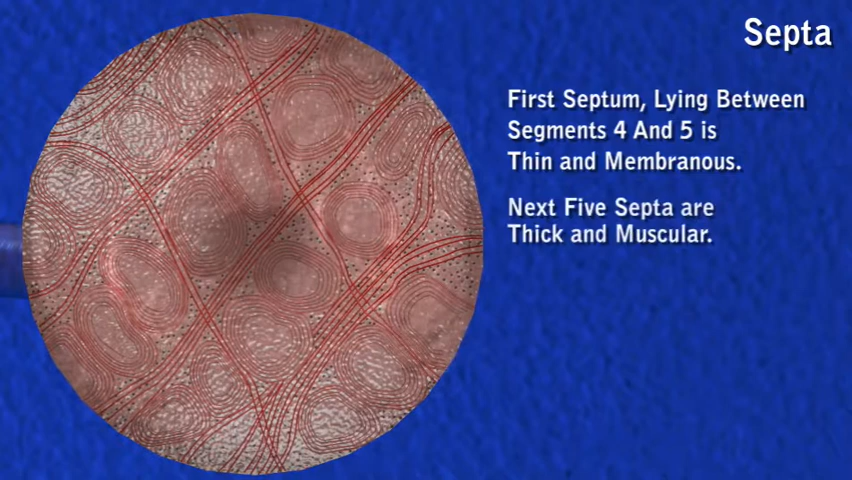 Septa
First Septum, Lying Between
Segments 4 And 5 is
Thin and Membranous.
Next Five Septa are
Thick and Muscular.